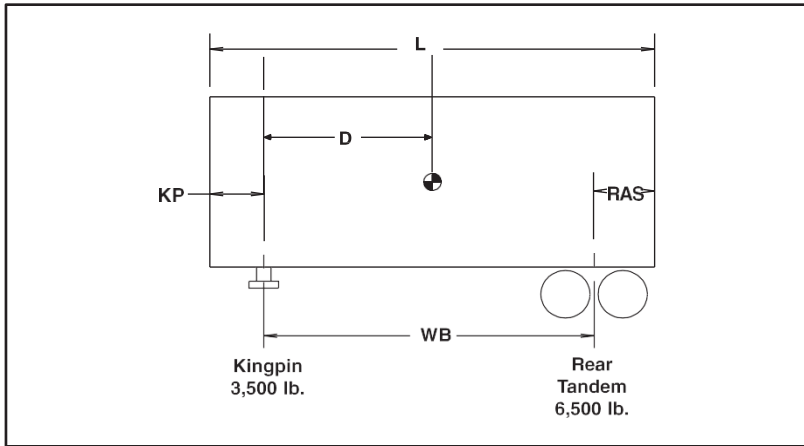 L
D
KP
RAS
WB
Kingpin
3,500 lb.
Rear
Tandem
6,500 lb.